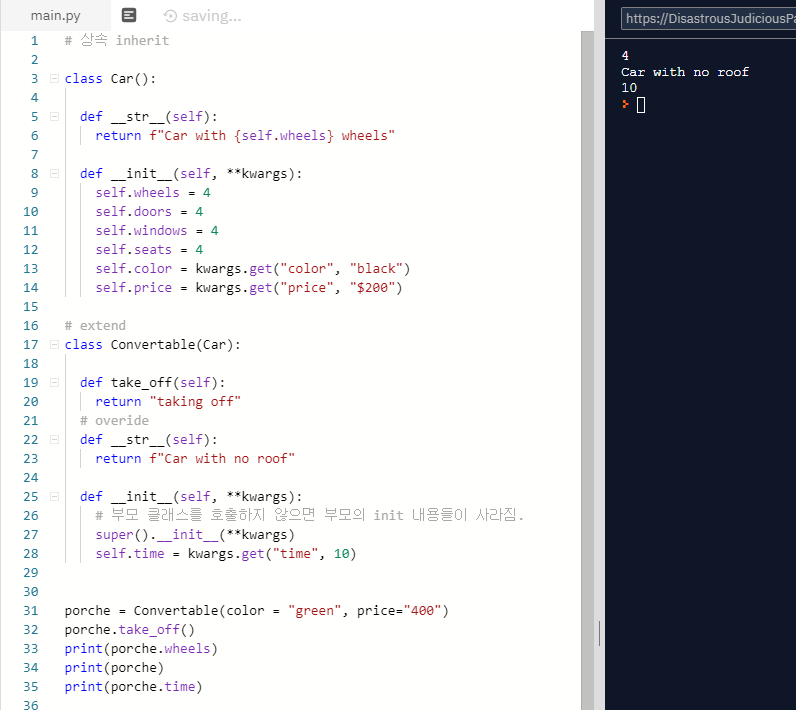 main.py
saving...
1 # 상속 inherit
2
3 class Car():
4
5 def __str__(self):
6 return f"Car with {self.wheels} wheels"
7
8 def __init__(self, **kwargs):
9 self.wheels = 4
10 self.doors = 4
11 self.windows = 4
12 self.seats = 4
13 self.color = kwargs.get("color", "black")
14 self.price = kwargs.get("price", "$200")
15
16 # extend
17 class Convertable(Car):
18
19 def take_off(self):
20 return "taking off"
21 # overide
22 def __str__(self):
23 return f"Car with no roof"
24
25 def __init__(self, **kwargs):
26 # 부모 클래스를 호출하지 않으면 부모의 init 내용들이 사라짐.
27 super().__init__(**kwargs)
28 self.time = kwargs.get("time", 10)
29
30
31 porche = Convertable(color = "green", price="400")
32 porche.take_off()
33 print(porche.wheels)
34 print(porche)
35 print(porche.time)
36
https://DisastrousJudiciousPa
4
Car with no roof
10
>